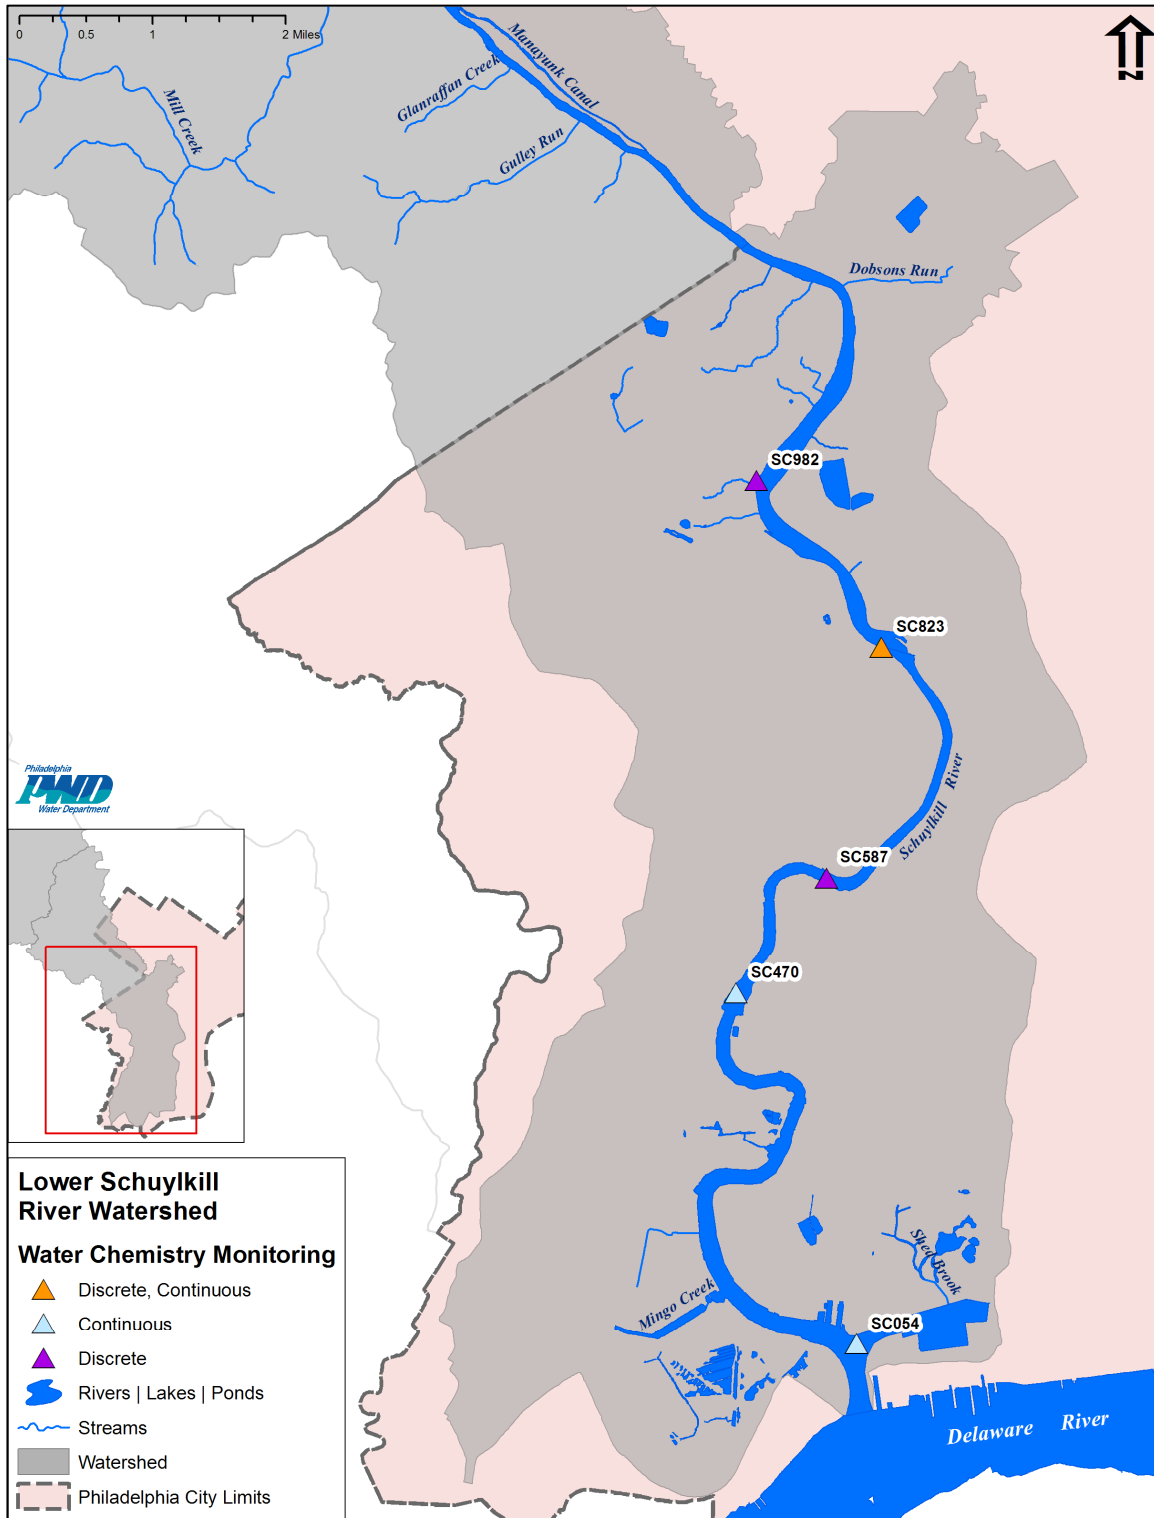 0 0.5 1 2 Miles
N
Manayunk Canal
Glanraffan Creek
Mill Creek
Gulley Run
Dobsons Run
SC982
SC823
Schuylkill River
SC587
SC470
Shed Brook
Mingo Creek
SC054
Delaware River
Philadelphia
PWD
Water Department
Lower Schuylkill
River Watershed
Water Chemistry Monitoring
Discrete, Continuous
Continuous
Discrete
Rivers | Lakes | Ponds
Streams
Watershed
Philadelphia City Limits